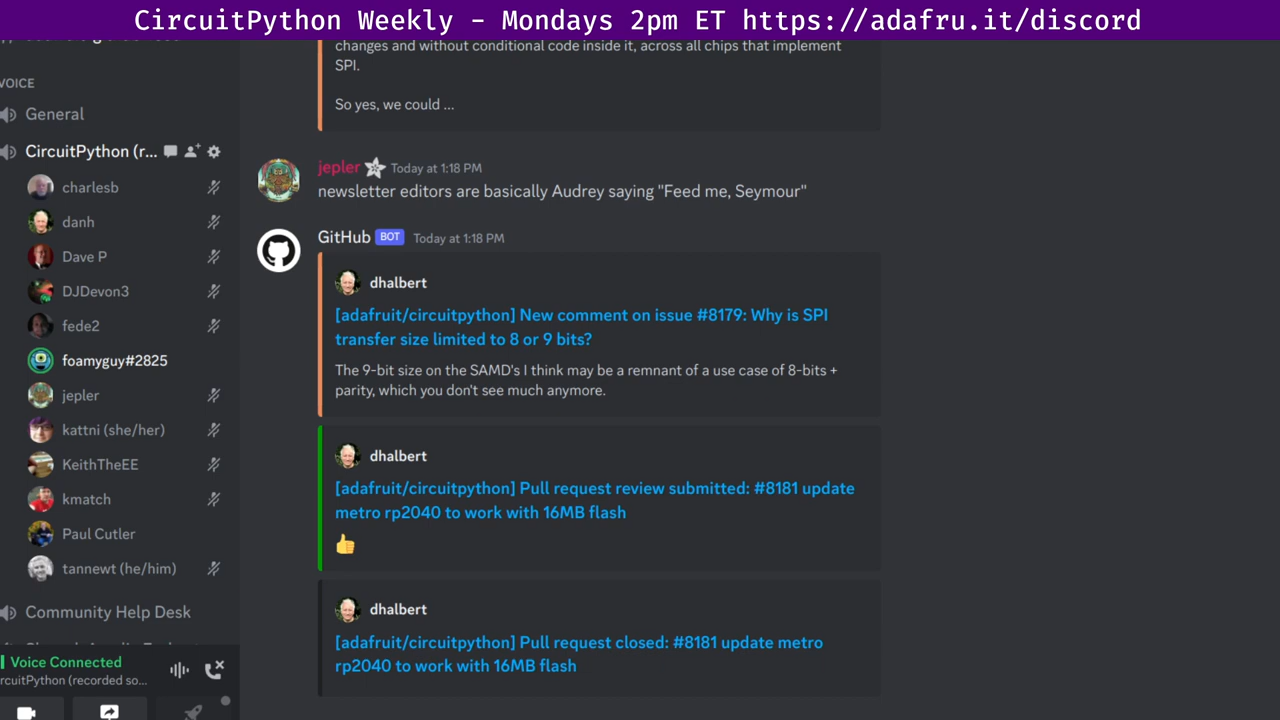 CircuitPython Weekly - Mondays 2pm ET https://adafru.it/discord
VOICE
General
CircuitPython (r...
charlesb
danh
Dave P
DJDevon3
fede2
foamyguy#2825
jepler
kattni (she/her)
KeithTheEE
kmatch
Paul Cutler
tannewt (he/him)
Community Help Desk
Voice Connected
rcuitPython (recorded so...
changes and without conditional code inside it, across all chips that implement
SPI.
So yes, we could ...
jepler Today at 1:18 PM
newsletter editors are basically Audrey saying "Feed me, Seymour"
GitHub BOT Today at 1:18 PM
dhalbert
[adafruit/circuitpython] New comment on issue #8179: Why is SPI
transfer size limited to 8 or 9 bits?
The 9-bit size on the SAMD's I think may be a remnant of a use case of 8-bits +
parity, which you don't see much anymore.
dhalbert
[adafruit/circuitpython] Pull request review submitted: #8181 update
metro rp2040 to work with 16MB flash
dhalbert
[adafruit/circuitpython] Pull request closed: #8181 update metro
rp2040 to work with 16MB flash